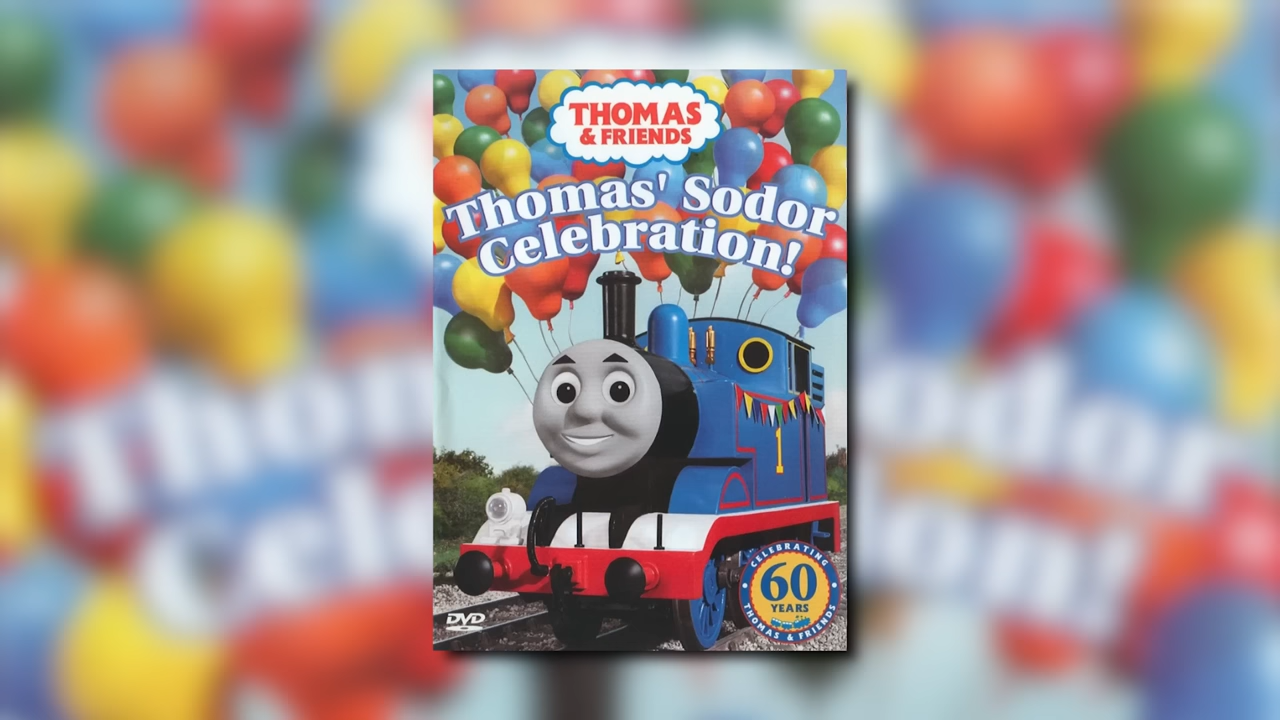 THOMAS
& FRIENDS
Thomas' Sodor
Celebration!
1
CELEBRATING
60
YEARS
THOMAS & FRIENDS
DVD